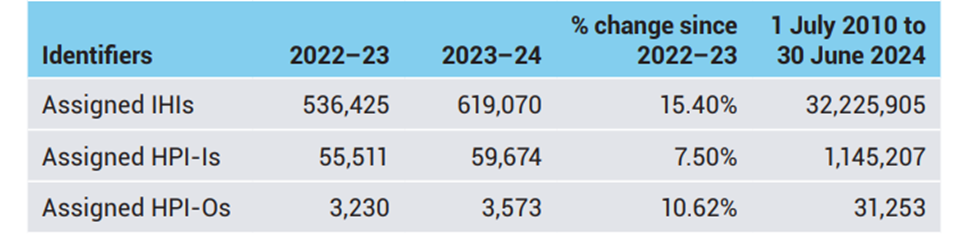 % change since 1 July 2010 to
Identifiers 2022–23 2023–24 2022–23 30 June 2024
Assigned IHIs 536,425 619,070 15.40% 32,225,905
Assigned HPI-Is 55,511 59,674 7.50% 1,145,207
Assigned HPI-Os 3,230 3,573 10.62% 31,253